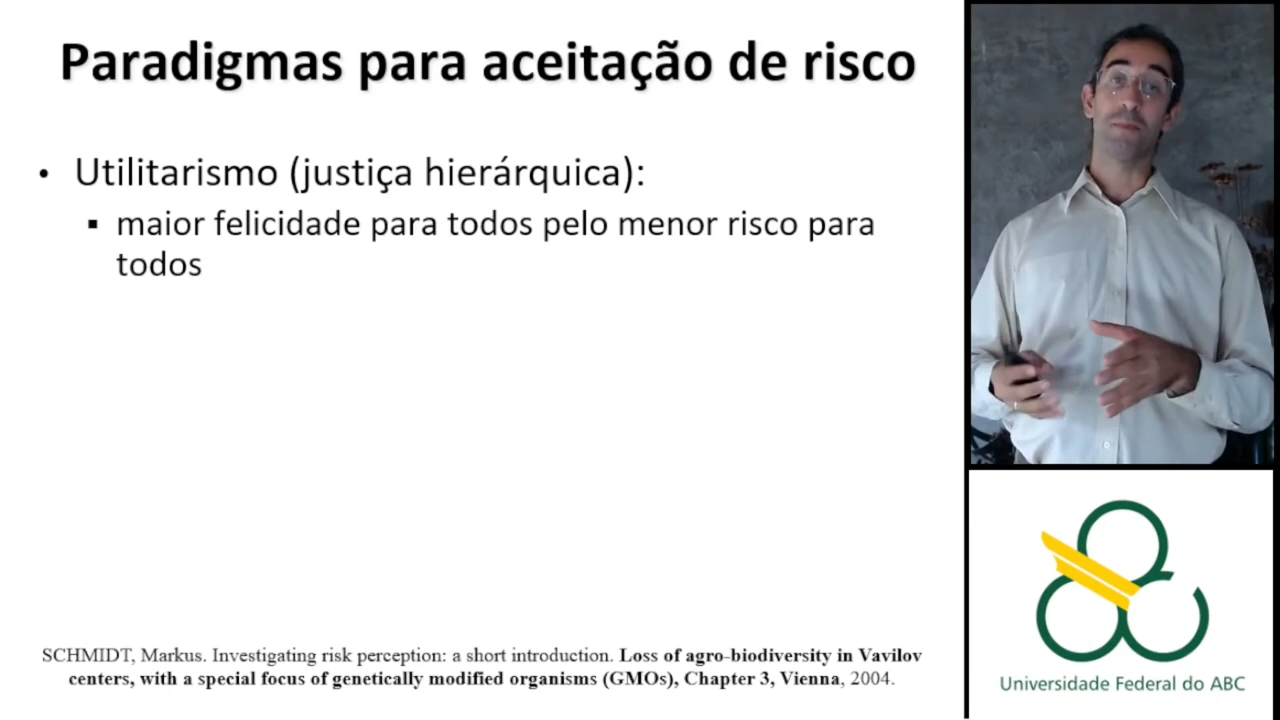 Paradigmas para aceitação de risco
• Utilitarismo (justiça hierárquica):
▪ maior felicidade para todos pelo menor risco para
todos
SCHMIDT, Markus. Investigating risk perception: a short introduction. Loss of agro-biodiversity in Vavilov
centers, with a special focus of genetically modified organisms (GMOs), Chapter 3, Vienna, 2004.
Universidade Federal do ABC